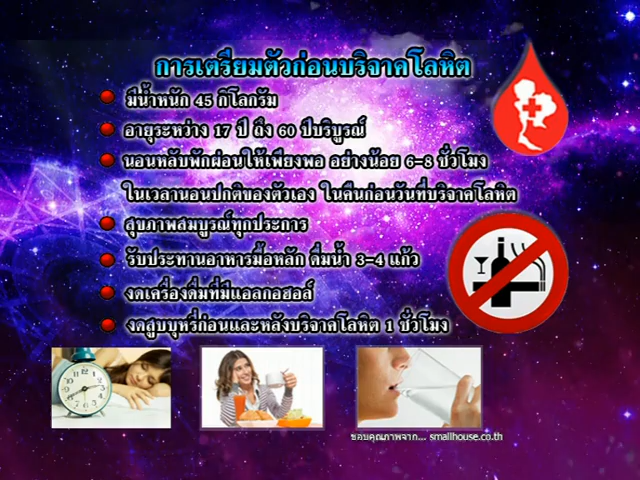 การเตรียมตัวก่อนบริจาคโลหิต
มีน้ำหนัก 45 กิโลกรัม
อายุระหว่าง 17 ปี ถึง 60 ปีบริบูรณ์
นอนหลับพักผ่อนให้เพียงพอ อย่างน้อย 6-8 ชั่วโมง
ในเวลานอนปกติของตัวเอง ในคืนก่อนวันที่บริจาคโลหิต
สุขภาพสมบูรณ์ทุกประการ
รับประทานอาหารมื้อหลัก ดื่มน้ำ 3-4 แก้ว
งดเครื่องดื่มที่มีแอลกอฮอล์
งดสูบบุหรี่ก่อนและหลังบริจาคโลหิต 1 ชั่วโมง
ขอบคุณภาพจาก... smallhouse.co.th